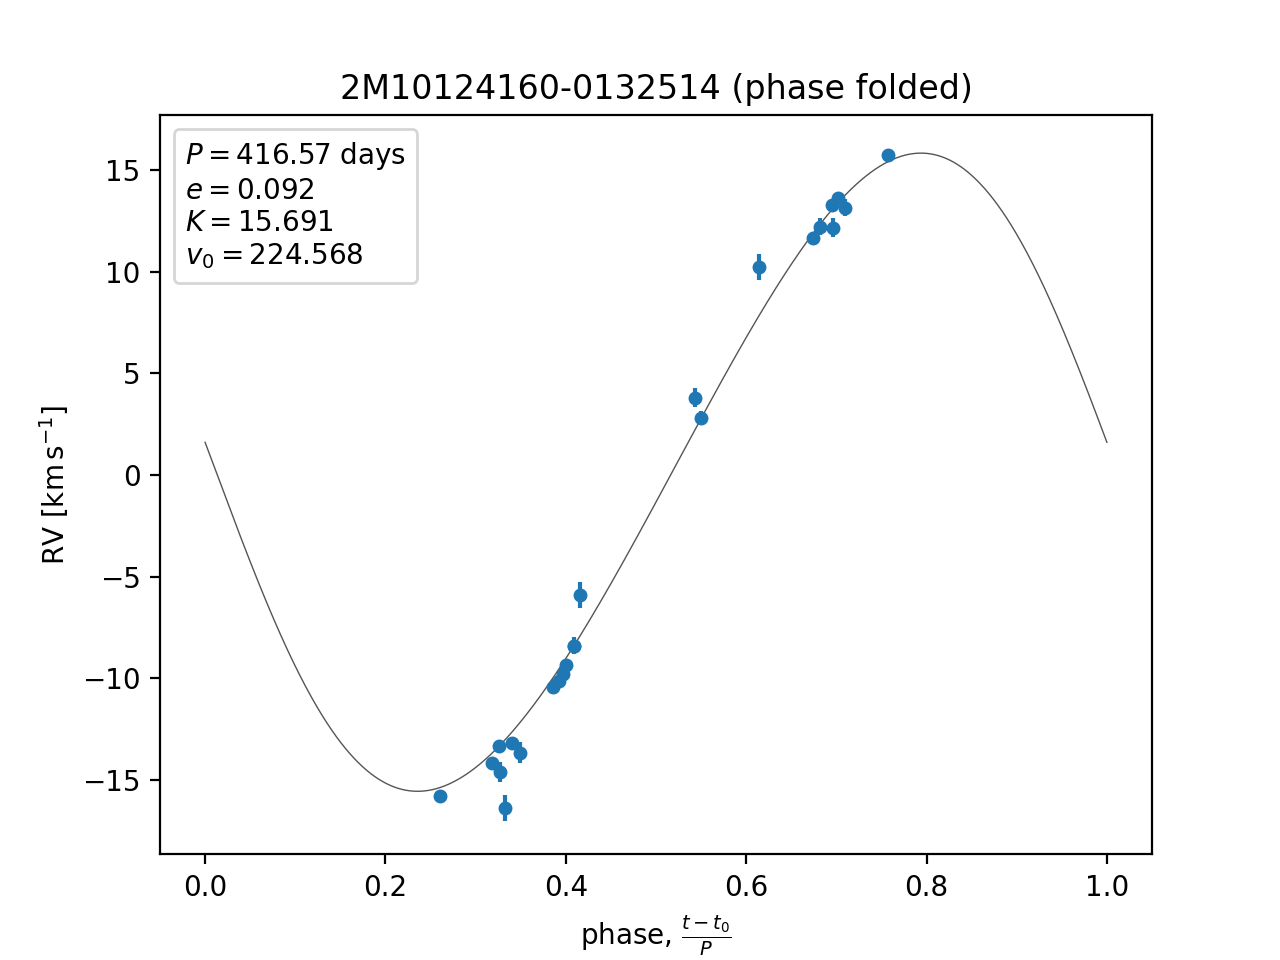 2M10124160-0132514 (phase folded)
P = 416.57 days
e = 0.092
K = 15.691
v₀ = 224.568
15
10
5
0
−5
−10
−15
RV [km s⁻¹]
0.0 0.2 0.4 0.6 0.8 1.0
phase, (t − t₀)/P